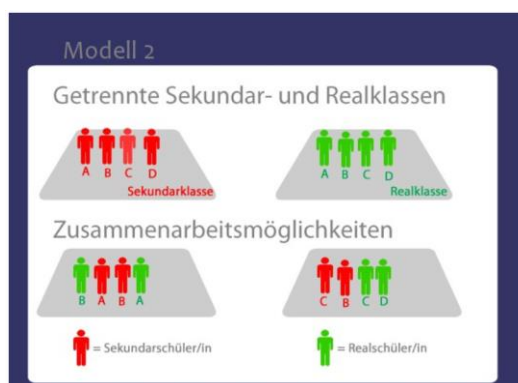 Modell 2
Getrennte Sekundar- und Realklassen
A B C D
Sekundarklasse
A B C D
Realklasse
Zusammenarbeitsmöglichkeiten
B A B A
C B C D
= Sekundarschüler/in
= Realschüler/in